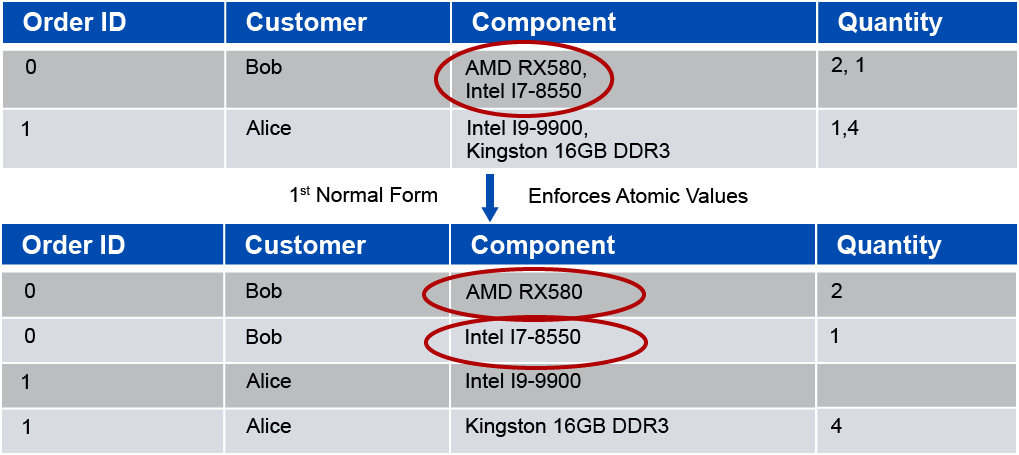 Order ID Customer Component Quantity
0 Bob AMD RX580, 2, 1
Intel I7-8550
1 Alice Intel I9-9900, 1,4
Kingston 16GB DDR3
1st Normal Form Enforces Atomic Values
Order ID Customer Component Quantity
0 Bob AMD RX580 2
0 Bob Intel I7-8550 1
1 Alice Intel I9-9900
1 Alice Kingston 16GB DDR3 4